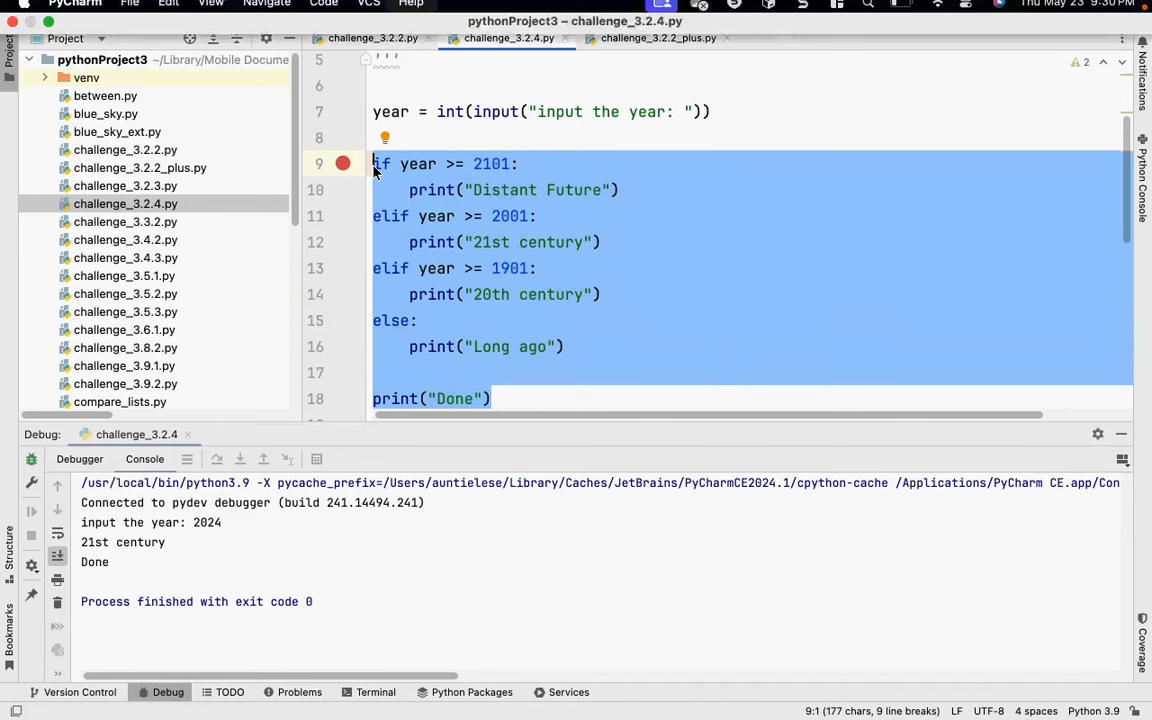 PyCharm File Edit View Navigate Code VCS Help Thu May 23 9:30 PM
pythonProject3 – challenge_3.2.4.py
Project
Project
challenge_3.2.2.py
challenge_3.2.4.py
challenge_3.2.2_plus.py
pythonProject3 ~/Library/Mobile Docume
venv
between.py
blue_sky.py
blue_sky_ext.py
challenge_3.2.2.py
challenge_3.2.2_plus.py
challenge_3.2.3.py
challenge_3.2.4.py
challenge_3.3.2.py
challenge_3.4.2.py
challenge_3.4.3.py
challenge_3.5.1.py
challenge_3.5.2.py
challenge_3.5.3.py
challenge_3.6.1.py
challenge_3.8.2.py
challenge_3.9.1.py
challenge_3.9.2.py
compare_lists.py
5 '''
2
6
7 year = int(input("input the year: "))
8
9 if year >= 2101:
10 print("Distant Future")
11 elif year >= 2001:
12 print("21st century")
13 elif year >= 1901:
14 print("20th century")
15 else:
16 print("Long ago")
17
18 print("Done")
Notifications
Python Console
Coverage
Debug: challenge_3.2.4
Debugger Console
/usr/local/bin/python3.9 -X pycache_prefix=/Users/auntielese/Library/Caches/JetBrains/PyCharmCE2024.1/cpython-cache /Applications/PyCharm CE.app/Con
Connected to pydev debugger (build 241.14494.241)
input the year: 2024
21st century
Done
Process finished with exit code 0
Structure
Bookmarks
Version Control Debug TODO Problems Terminal Python Packages Services
9:1 (177 chars, 9 line breaks) LF UTF-8 4 spaces Python 3.9